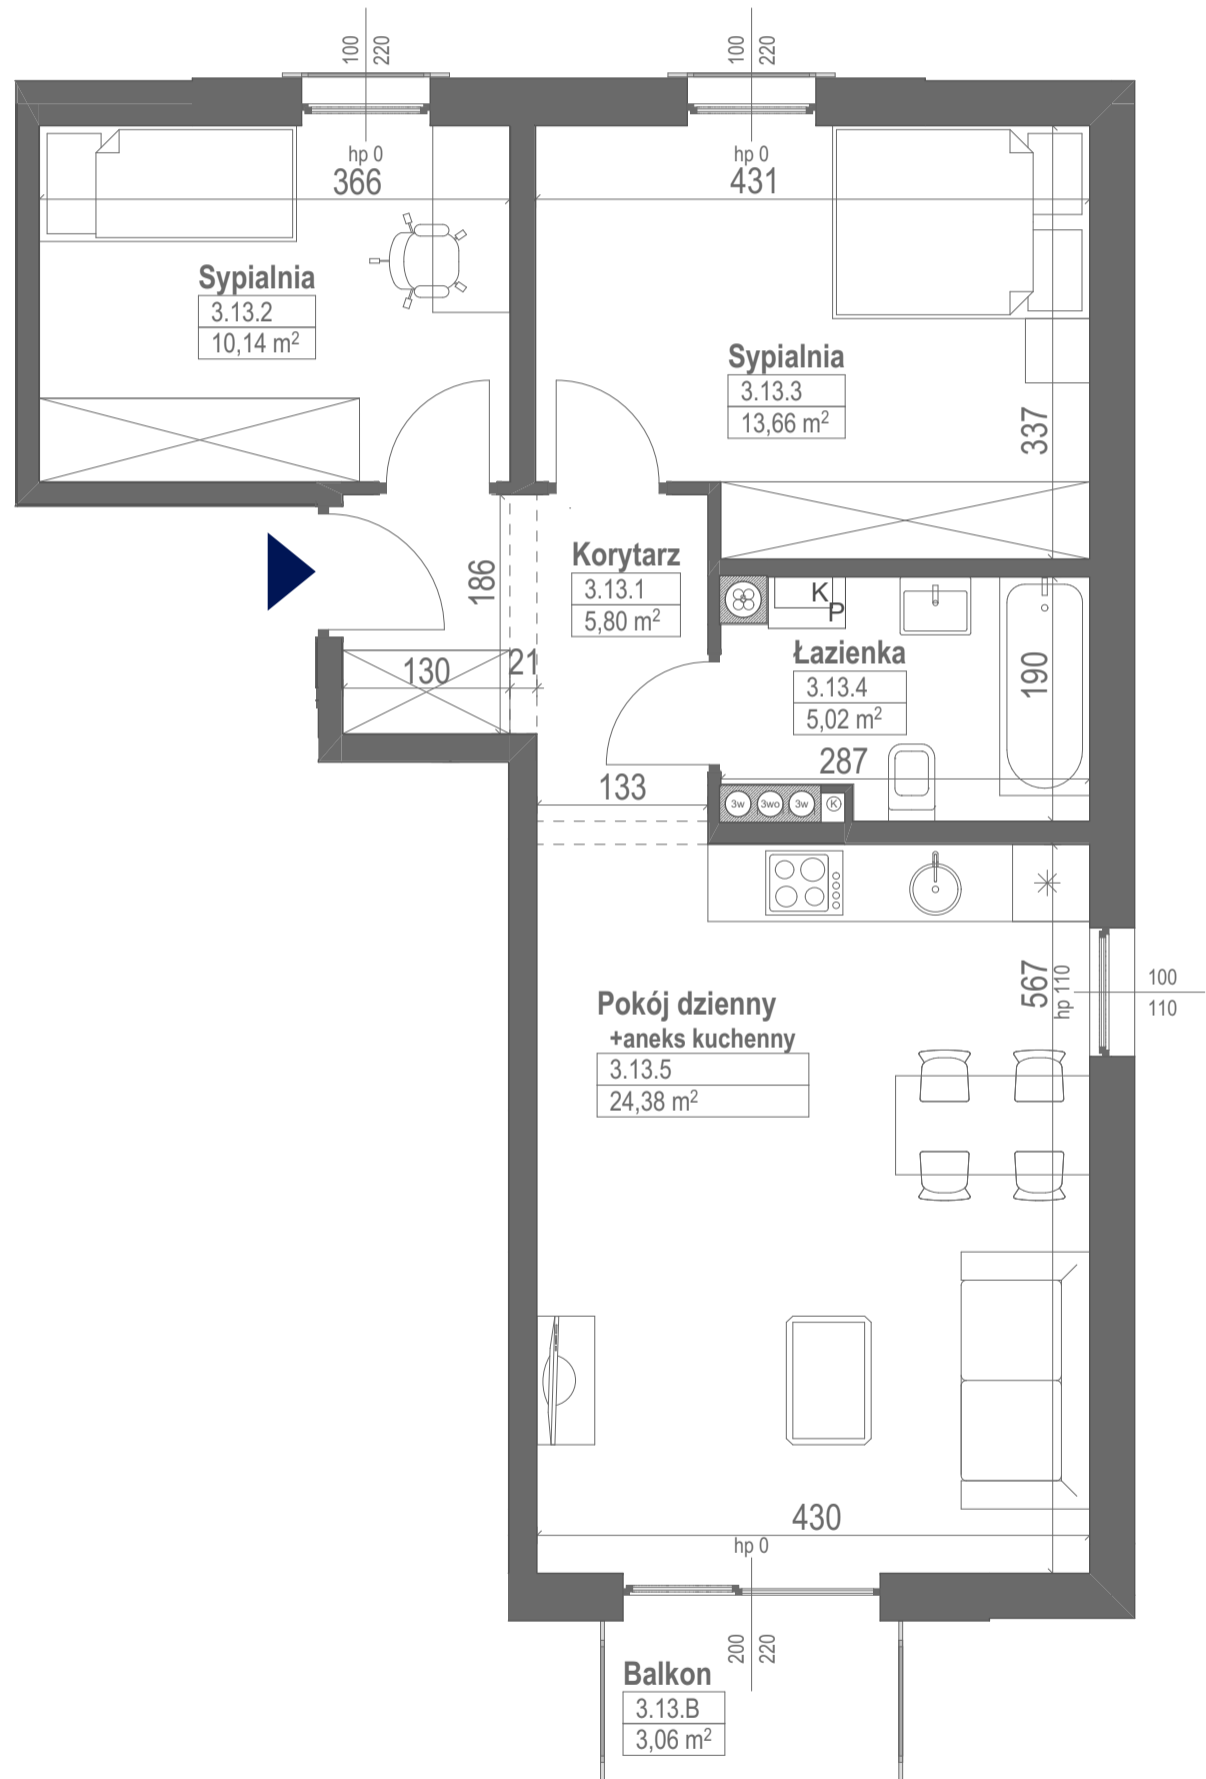 100
220
100
220
hp 0
366
hp 0
431
Sypialnia
3.13.2
10,14 m²
Sypialnia
3.13.3
13,66 m²
337
Korytarz
3.13.1
5,80 m²
186
130
21
K
P
Łazienka
3.13.4
5,02 m²
190
287
133
3w
3wo
3w
K
567
hp 110
100
110
Pokój dzienny
+aneks kuchenny
3.13.5
24,38 m²
430
hp 0
200
220
Balkon
3.13.B
3,06 m²